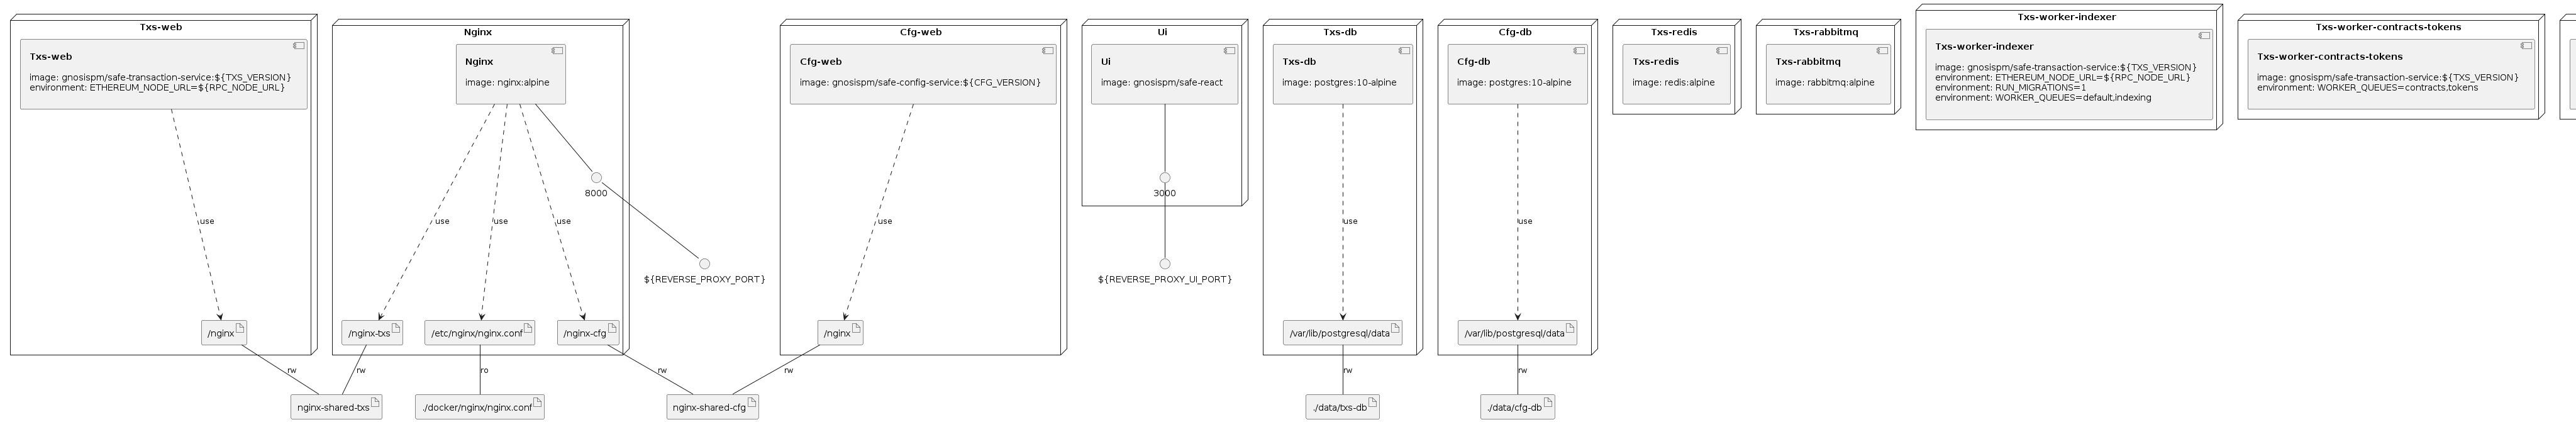 Txs-web
Txs-web
image: gnosispm/safe-transaction-service:${TXS_VERSION}
environment: ETHEREUM_NODE_URL=${RPC_NODE_URL}
use
/nginx
rw
nginx-shared-txs
Nginx
Nginx
image: nginx:alpine
8000
use
use
use
${REVERSE_PROXY_PORT}
/nginx-txs
/etc/nginx/nginx.conf
/nginx-cfg
rw
ro
rw
./docker/nginx/nginx.conf
nginx-shared-cfg
Cfg-web
Cfg-web
image: gnosispm/safe-config-service:${CFG_VERSION}
use
/nginx
rw
Ui
Ui
image: gnosispm/safe-react
3000
${REVERSE_PROXY_UI_PORT}
Txs-db
Txs-db
image: postgres:10-alpine
use
/var/lib/postgresql/data
rw
./data/txs-db
Cfg-db
Cfg-db
image: postgres:10-alpine
use
/var/lib/postgresql/data
rw
./data/cfg-db
Txs-redis
Txs-redis
image: redis:alpine
Txs-rabbitmq
Txs-rabbitmq
image: rabbitmq:alpine
Txs-worker-indexer
Txs-worker-indexer
image: gnosispm/safe-transaction-service:${TXS_VERSION}
environment: ETHEREUM_NODE_URL=${RPC_NODE_URL}
environment: RUN_MIGRATIONS=1
environment: WORKER_QUEUES=default,indexing
Txs-worker-contracts-tokens
Txs-worker-contracts-tokens
image: gnosispm/safe-transaction-service:${TXS_VERSION}
environment: WORKER_QUEUES=contracts,tokens